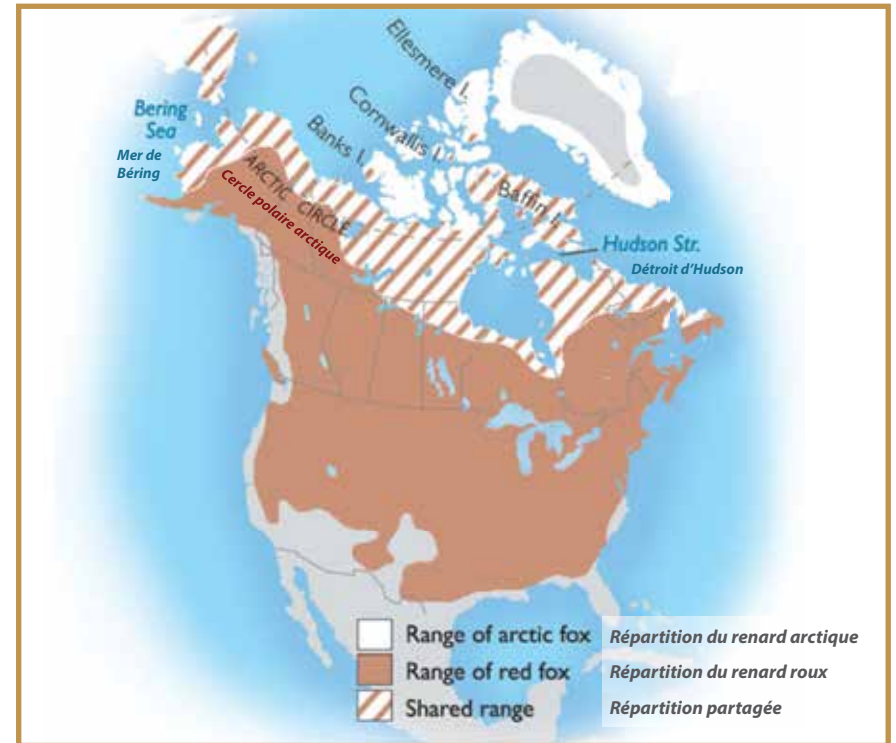 Ellesmere I.
Cornwallis I.
Banks I.
Bering
Sea
Mer de
Béring
ARCTIC CIRCLE
Cercle polaire arctique
Baffin I.
Hudson Str.
Détroit d’Hudson
Range of arctic fox Répartition du renard arctique
Range of red fox Répartition du renard roux
Shared range Répartition partagée